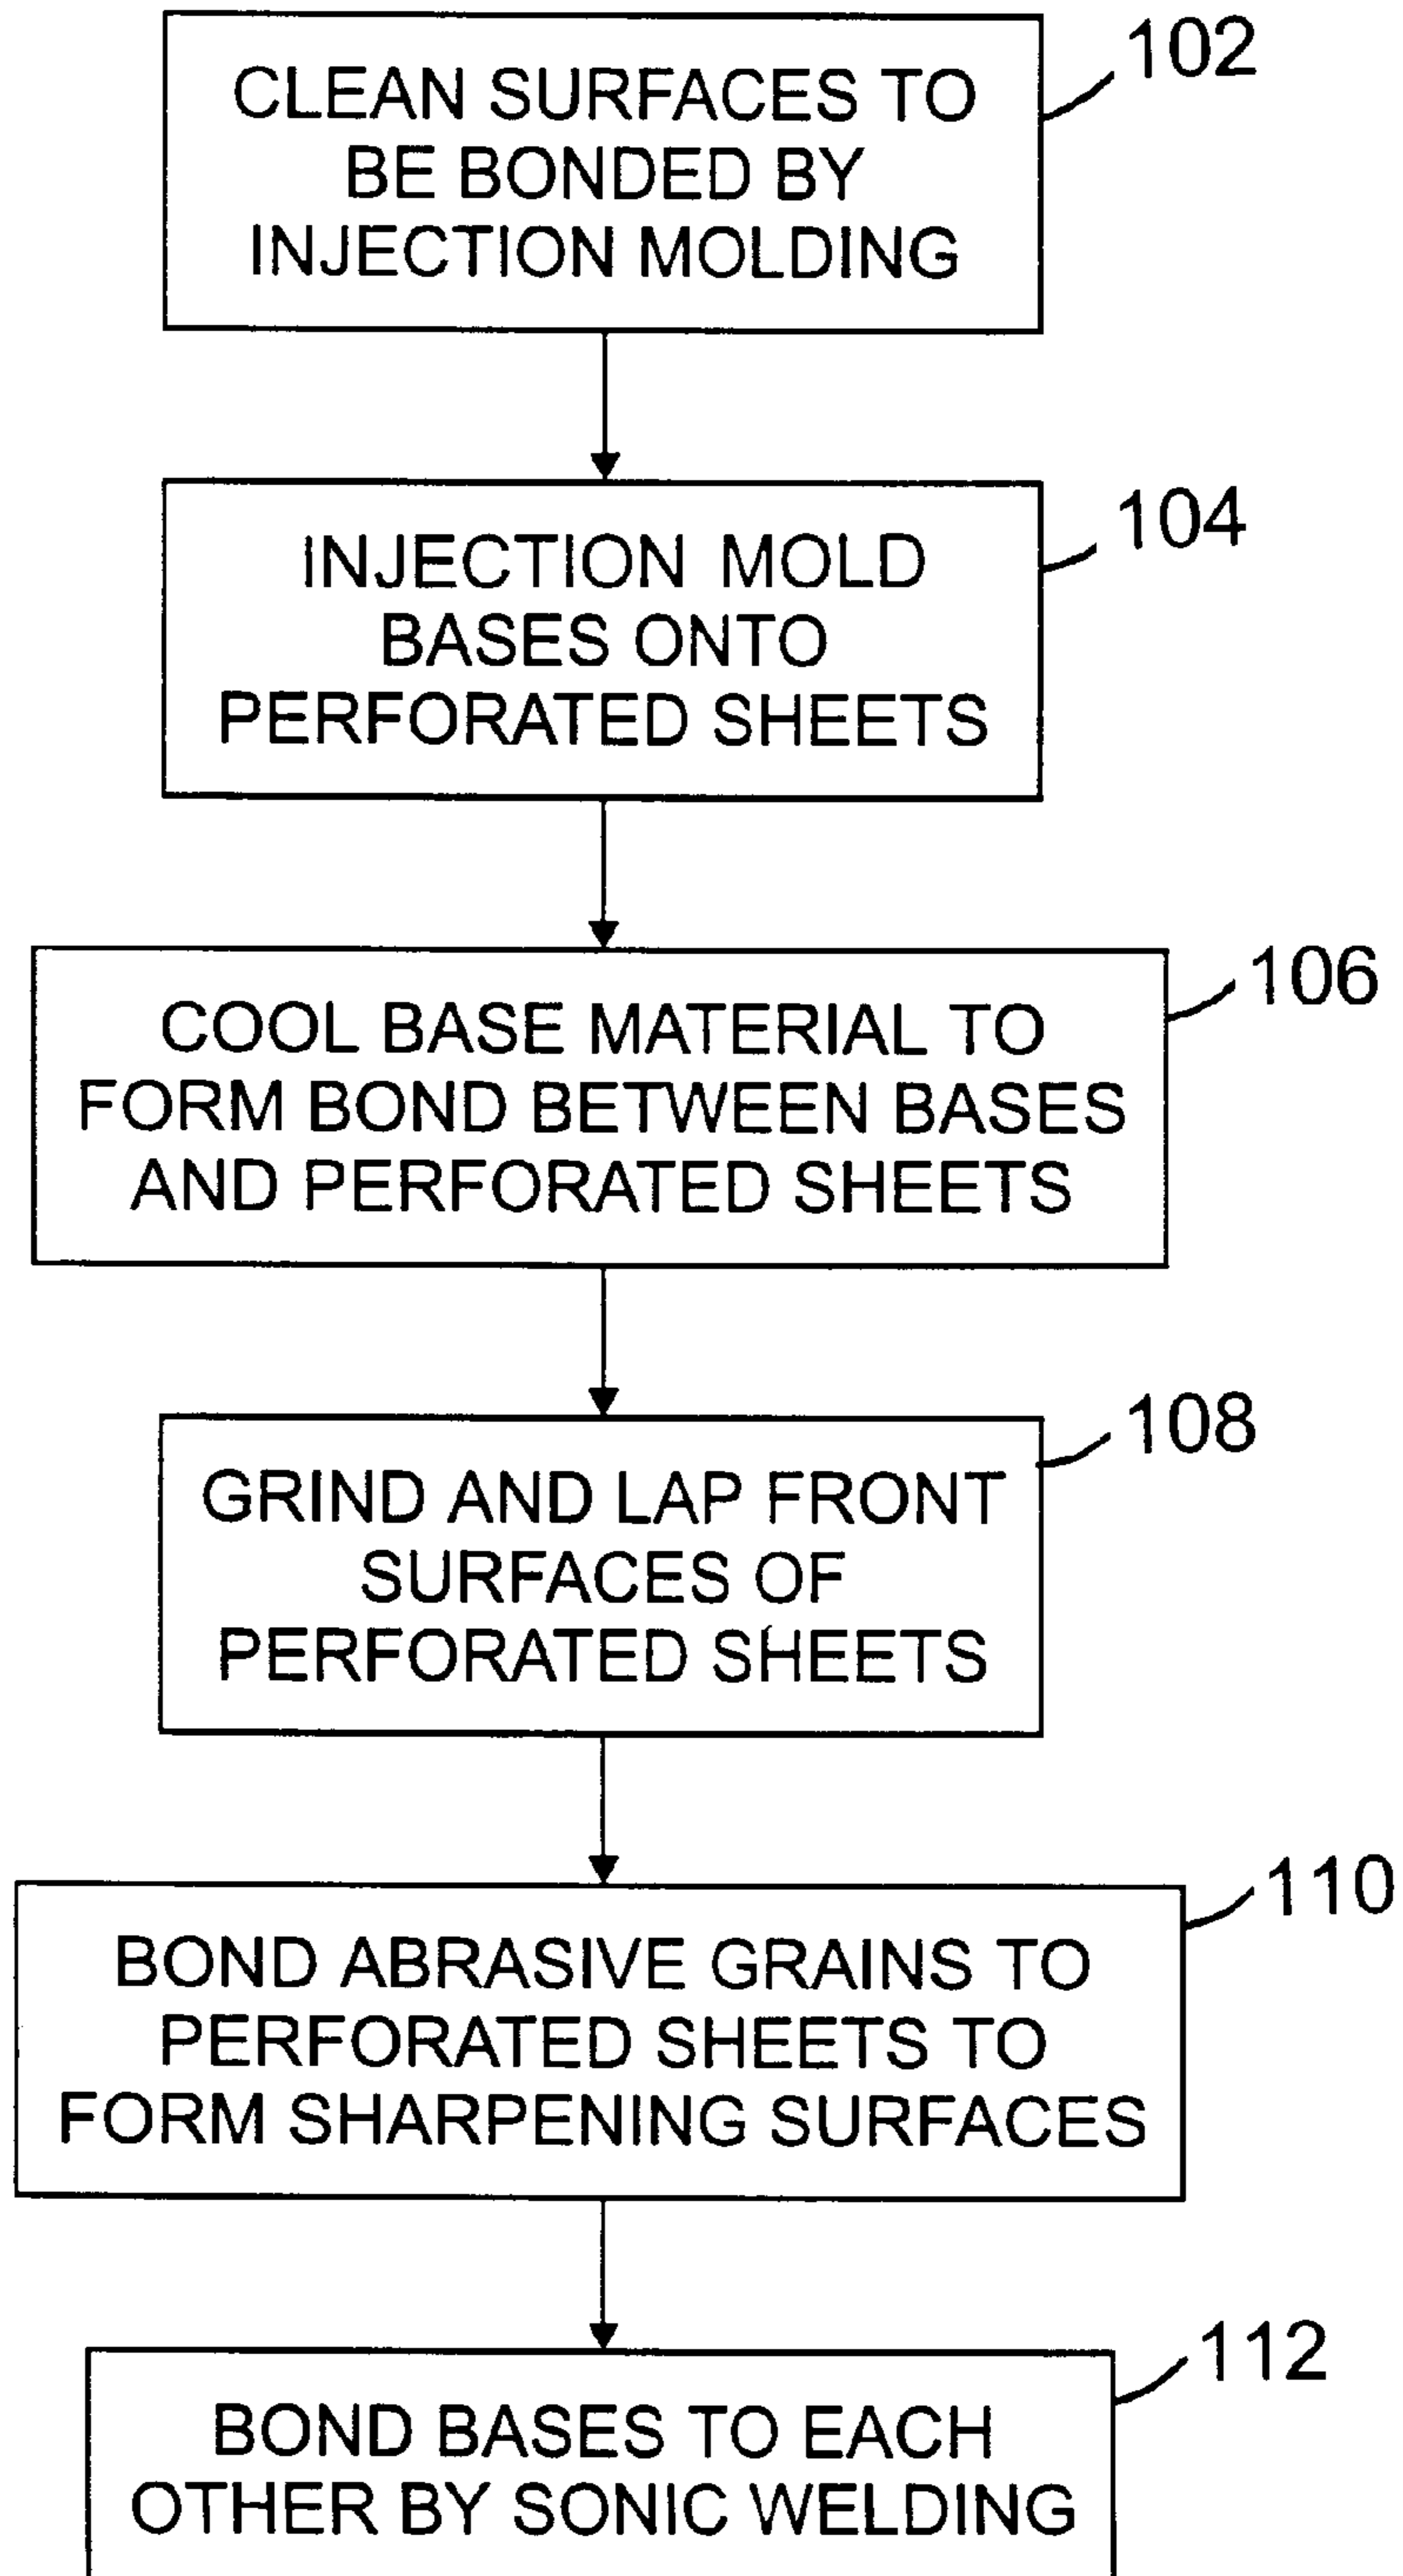 102
CLEAN SURFACES TO
BE BONDED BY
INJECTION MOLDING
104
INJECTION MOLD
BASES ONTO
PERFORATED SHEETS
106
COOL BASE MATERIAL TO
FORM BOND BETWEEN BASES
AND PERFORATED SHEETS
108
GRIND AND LAP FRONT
SURFACES OF
PERFORATED SHEETS
110
BOND ABRASIVE GRAINS TO
PERFORATED SHEETS TO
FORM SHARPENING SURFACES
112
BOND BASES TO EACH
OTHER BY SONIC WELDING